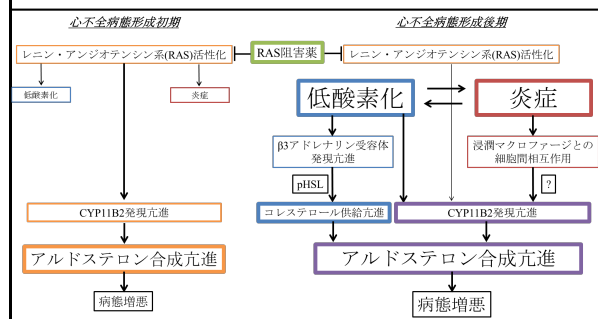 心不全病態形成初期
心不全病態形成後期
レニン・アンジオテンシン系(RAS)活性化
RAS阻害薬
レニン・アンジオテンシン系(RAS)活性化
低酸素化
炎症
低酸素化
炎症
β3アドレナリン受容体
発現亢進
浸潤マクロファージとの
細胞間相互作用
pHSL
?
CYP11B2発現亢進
コレステロール供給亢進
CYP11B2発現亢進
アルドステロン合成亢進
アルドステロン合成亢進
病態増悪
病態増悪